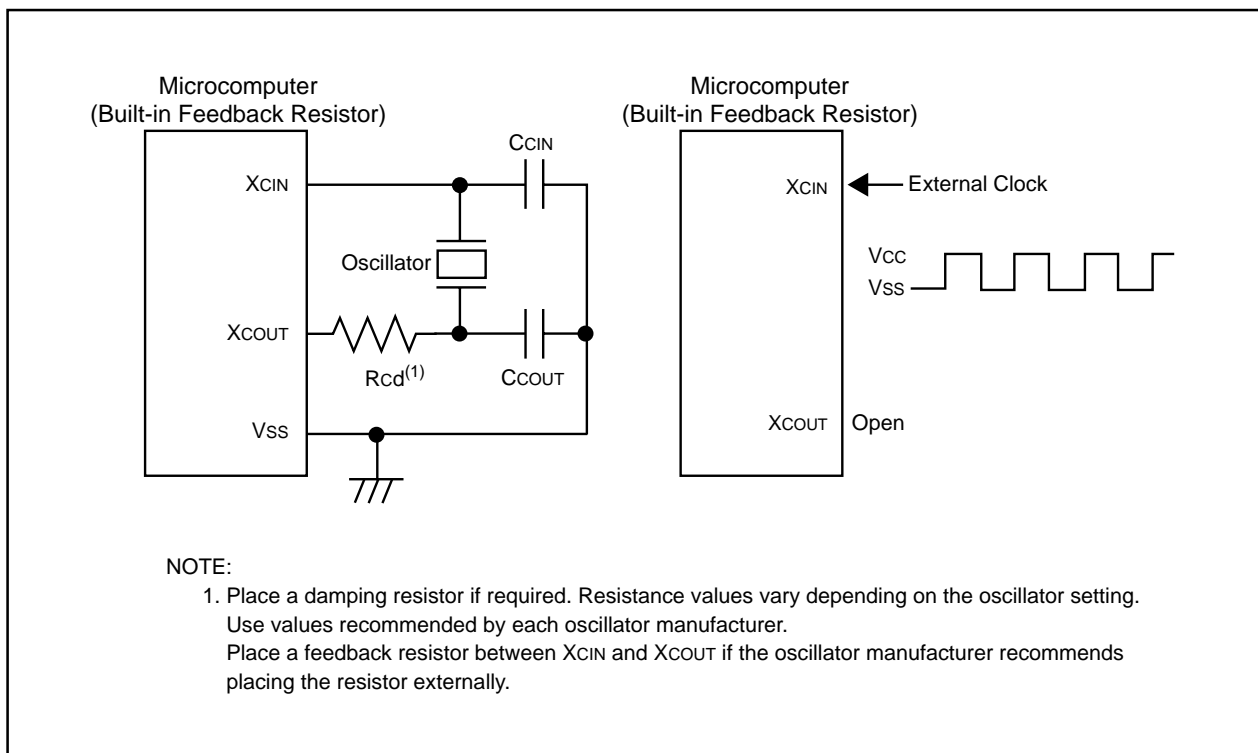 Microcomputer
(Built-in Feedback Resistor)
XCIN
CCIN
Oscillator
XCOUT
RCd(1)
CCOUT
VSS
Microcomputer
(Built-in Feedback Resistor)
XCIN
External Clock
VCC
VSS
XCOUT
Open
NOTE:
1. Place a damping resistor if required. Resistance values vary depending on the oscillator setting.
Use values recommended by each oscillator manufacturer.
Place a feedback resistor between XCIN and XCOUT if the oscillator manufacturer recommends
placing the resistor externally.